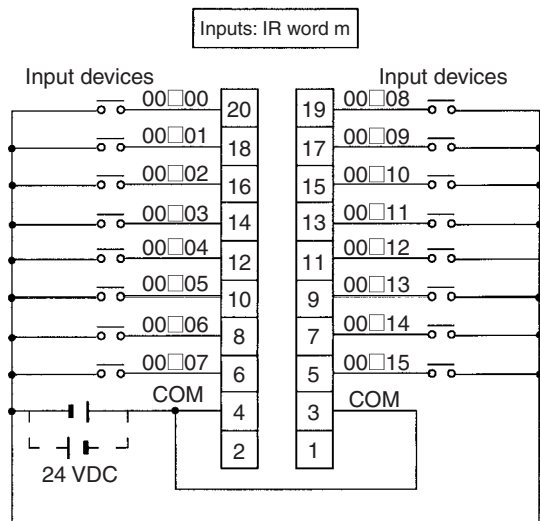 Inputs: IR word m
Input devices Input devices
00□00 20 19 00□08
00□01 18 17 00□09
00□02 16 15 00□10
00□03 14 13 00□11
00□04 12 11 00□12
00□05 10 9 00□13
00□06 8 7 00□14
00□07 6 5 00□15
COM 4 3 COM
2 1
24 VDC